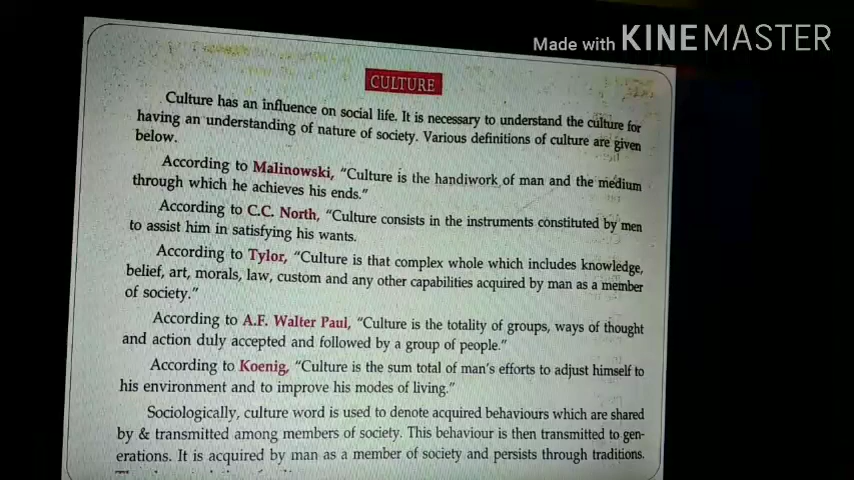 Made with KINEMASTER
CULTURE
Culture has an influence on social life. It is necessary to understand the culture for
having an understanding of nature of society. Various definitions of culture are given
below.
According to Malinowski, “Culture is the handiwork of man and the medium
through which he achieves his ends.”
According to C.C. North, “Culture consists in the instruments constituted by men
to assist him in satisfying his wants.
According to Tylor, “Culture is that complex whole which includes knowledge,
belief, art, morals, law, custom and any other capabilities acquired by man as a member
of society.”
According to A.F. Walter Paul, “Culture is the totality of groups, ways of thought
and action duly accepted and followed by a group of people.”
According to Koenig, “Culture is the sum total of man’s efforts to adjust himself to
his environment and to improve his modes of living.”
Sociologically, culture word is used to denote acquired behaviours which are shared
by & transmitted among members of society. This behaviour is then transmitted to gen-
erations. It is acquired by man as a member of society and persists through traditions.